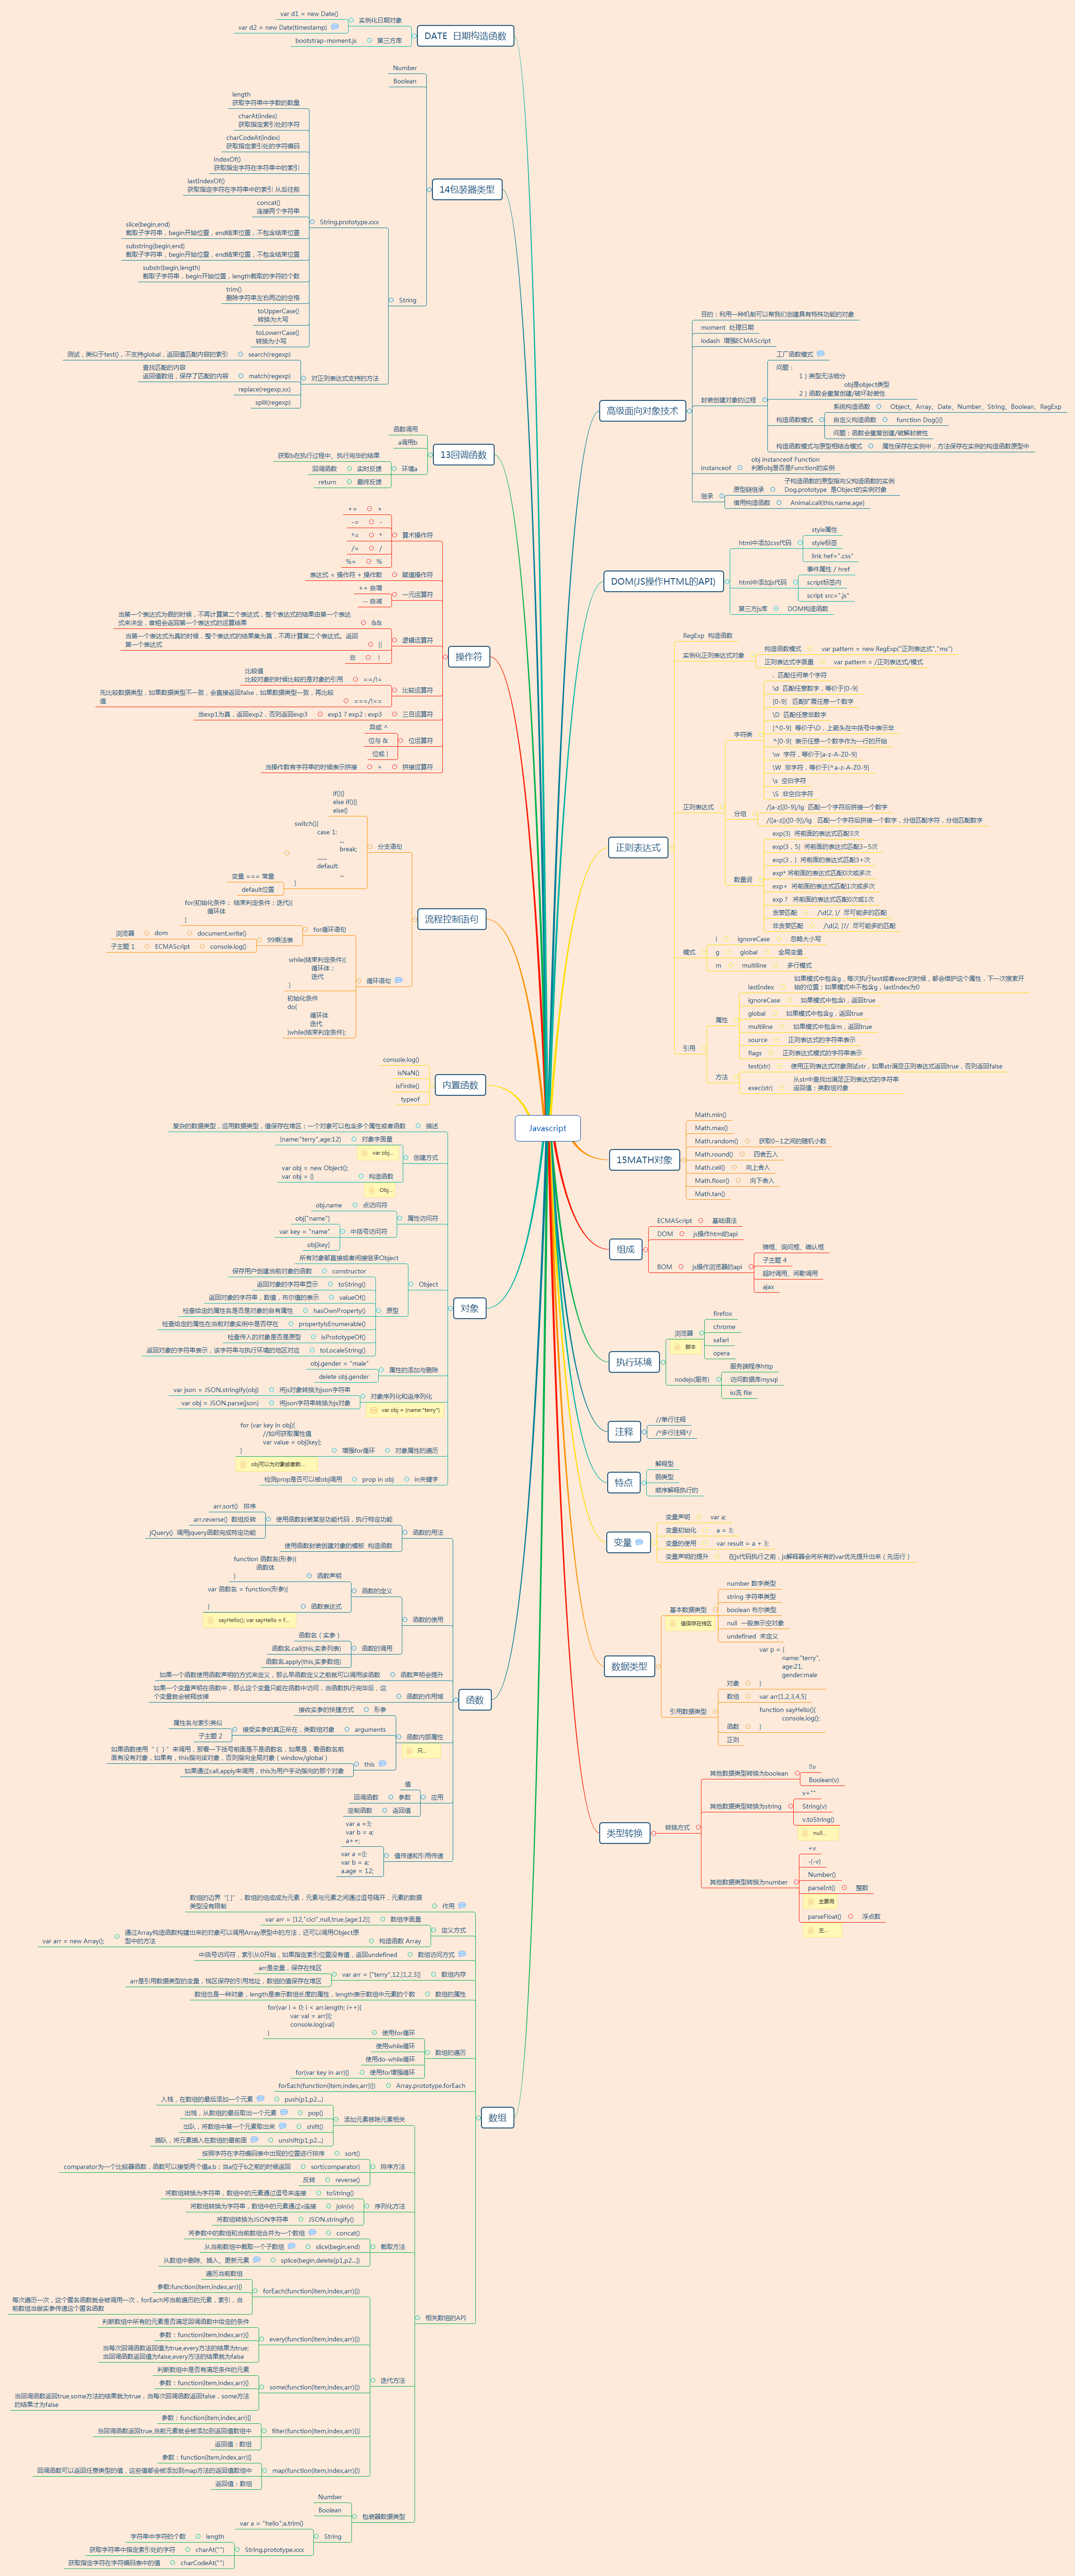 Javascript
DATE 日期构造函数
实例化日期对象
var d1 = new Date()
var d2 = new Date(timestamp)
第三方库
bootstrap-moment.js
14包装器类型
Number
Boolean
String
String.prototype.xxx
length
获取字符串中字数的数量
charAt(index)
获取指定索引处的字符
charCodeAt(index)
获取指定索引处的字符编码
indexOf()
获取指定字符在字符串中的索引
lastIndexOf()
获取指定字符在字符串中的索引 从后往前
concat()
连接两个字符串
slice(begin,end)
截取子字符串，begin开始位置，end结束位置，不包含结束位置
substring(begin,end)
截取子字符串，begin开始位置，end结束位置，不包含结束位置
substr(begin,length)
截取子字符串，begin开始位置，length截取的字符的个数
trim()
删除字符串左右两边的空格
toUpperCase()
转换为大写
toLowerrCase()
转换为小写
对正则表达式支持的方法
search(regexp)
测试，类似于test()，不支持global，返回值匹配内容的索引
match(regexp)
查找匹配的内容
返回值数组，保存了匹配的内容
replace(regexp,xx)
split(regexp)
13回调函数
函数调用
a调用b
环境a
获取b在执行过程中、执行完毕的结果
实时反馈
回调函数
最终反馈
return
操作符
算术操作符
+
+=
-
-=
*
*=
/
/=
%
%=
赋值操作符
表达式 = 操作符 + 操作数
一元运算符
++ 自增
-- 自减
逻辑运算符
&&
当第一个表达式为假的时候，不再计算第二个表达式，整个表达式的结果由第一个表达
式来决定，否则会返回第一个表达式的运算结果
||
当第一个表达式为真的时候，整个表达式的结果集为真，不再计算第二个表达式。返回
第一个表达式
!
非
比较运算符
==/!=
比较值
比较对象的时候比较的是对象的引用
===/!==
先比较数据类型，如果数据类型不一致，会直接返回false，如果数据类型一致，再比较
值
三目运算符
exp1 ? exp2 : exp3
当exp1为真，返回exp2，否则返回exp3
位运算符
异或 ^
位与 &
位或 |
拼接运算符
+
当操作数有字符串的时候表示拼接
流程控制语句
分支语句
if(){}
else if(){}
else{}
switch(){
case 1:
...
break;
......
default:
...
}
变量 === 常量
default位置
循环语句
for循环语句
for(初始化条件； 结束判定条件；迭代){
循环体
}
99乘法表
document.write()
dom
浏览器
console.log()
ECMAScript
子主题 1
while(结束判定条件){
循环体；
迭代
}
初始化条件
do{
循环体
迭代
}while(结束判定条件);
内置函数
console.log()
isNaN()
isFinite()
typeof
对象
描述
复杂的数据类型，运用数据类型，值保存在堆区；一个对象可以包含多个属性或者函数
创建方式
对象字面量
{name:"terry",age:12}
var obj...
构造函数
var obj = new Object();
var obj = {}
Obj...
属性访问符
点访问符
obj.name
中括号访问符
obj["name"]
var key = "name"
obj[key]
Object
所有对象都直接或者间接继承Object
原型
constructor
保存用户创建当前对象的函数
toString()
返回对象的字符串显示
valueOf()
返回对象的字符串，数值，布尔值的表示
hasOwnProperty()
检查给定的属性名是否是对象的自有属性
propertyIsEnumerable()
检查给定的属性在当前对象实例中是否存在
isPrototypeOf()
检查传入的对象是否是原型
toLocaleString()
返回对象的字符串表示，该字符串与执行环境的地区对应
属性的添加与删除
obj.gender = "male"
delete obj.gender
对象序列化和返序列化
将js对象转换为json字符串
var json = JSON.stringify(obj)
将json字符串转换为js对象
var obj = JSON.parse(json)
var obj = {name:"terry"}
对象属性的遍历
增强for循环
for (var key in obj){
//如何获取属性值
var value = obj[key];
}
obj可以为对象或者数...
in关键字
prop in obj
检测prop是否可以被obj调用
函数
函数的用法
使用函数封装某些功能代码，执行特定功能
arr.sort() 排序
arr.reverse() 数组反转
jQuery() 调用jquery函数完成特定功能
使用函数封装创建对象的模板 构造函数
函数的使用
函数的定义
函数声明
function 函数名(形参){
函数体
}
函数表达式
var 函数名 = function(形参){
}
sayHello(); var sayHello = f...
函数的调用
函数名（实参）
函数名.call(this,实参列表)
函数名.apply(this,实参数组)
函数声明会提升
如果一个函数使用函数声明的方式来定义，那么早函数定义之前就可以调用该函数
函数的作用域
如果一个变量声明在函数中，那么这个变量只能在函数中访问，当函数执行完毕后，这
个变量就会被释放掉
函数内部属性
只...
形参
接收实参的快捷方式
arguments
接受实参的真正所在，类数组对象
属性名与索引类似
子主题 2
this
如果函数使用“（ ）”来调用，那看一下括号前面是不是函数名，如果是，看函数名前
面有没有对象，如果有，this指向该对象，否则指向全局对象（window/global）
如果通过call,apply来调用，this为用户手动指向的那个对象
应用
值
参数
回调函数
返回值
定制函数
值传递和引用传递
var a =3;
var b = a;
a++;
var a ={};
var b = a;
a.age = 12;
数组
作用
数组的边界“[ ]”，数组的组成成为元素，元素与元素之间通过逗号隔开，元素的数据
类型没有限制
定义方式
数组字面量
var arr = [12,"cici",null,true,{age:12}]
构造函数 Array
通过Array构造函数构建出来的对象可以调用Array原型中的方法，还可以调用Object原
型中的方法
var arr = new Array();
数组访问方式
中括号访问符，索引从0开始，如果指定索引位置没有值，返回undefined
数组内存
var arr = ["terry",12,[1,2,3]]
arr是变量，保存在栈区
arr是引用数据类型的变量，栈区保存的引用地址，数组的值保存在堆区
数组的属性
数组也是一种对象，length是表示数组长度的属性，length表示数组中元素的个数
数组的遍历
使用for循环
for(var i = 0; i < arr.length; i++){
var val = arr[i];
console.log(val)
}
使用while循环
使用do-while循环
使用for增强循环
for(var key in arr){}
Array.prototype.forEach
forEach(function(item,index,arr){})
相关数组的API
添加元素移除元素相关
push(p1,p2...)
入栈，在数组的最后添加一个元素
pop()
出栈，从数组的最后取出一个元素
shift()
出队，将数组中第一个元素取出来
unshift(p1,p2...)
插队，将元素插入在数组的最前面
排序方法
sort()
按照字符在字符编码表中出现的位置进行排序
sort(comparator)
comparator为一个比较器函数，函数可以接受两个值a,b；当a位于b之前的时候返回
reverse()
反转
序列化方法
toString()
将数组转换为字符串，数组中的元素通过逗号来连接
join(v)
将数组转换为字符串，数组中的元素通过v连接
JSON.stringify()
将数组转换为JSON字符串
截取方法
concat()
将参数中的数组和当前数组合并为一个数组
slice(begin,end)
从当前数组中截取一个子数组
splice(begin,delete[p1,p2...])
从数组中删除、插入、更新元素
迭代方法
forEach(function(item,index,arr){})
遍历当前数组
参数:function(item,index,arr){}
每次遍历一次，这个匿名函数就会被调用一次，forEach将当前遍历的元素，索引，当
前数组当做实参传递这个匿名函数
every(function(item,index,arr){})
判断数组中所有的元素是否满足回调函数中给定的条件
参数：function(item,index,arr){}
当每次回调函数返回值为true,every方法的结果为true;
当回调函数返回值为false,every方法的结果就为false
some(function(item,index,arr){})
判断数组中是否有满足条件的元素
参数：function(item,index,arr){}
当回调函数返回true,some方法的结果就为true，当每次回调函数返回false，some方法
的结果才为false
filter(function(item,index,arr){})
参数：function(item,index,arr){}
当回调函数返回true,当前元素就会被添加到返回值数组中
返回值：数组
map(function(item,index,arr){})
参数：function(item,index,arr){}
回调函数可以返回任意类型的值，这些值都会被添加到map方法的返回值数组中
返回值：数组
包装器数据类型
Number
Boolean
String
var a = "hello";a.trim()
String.prototype.xxx
length
字符串中字符的个数
charAt("")
获取字符串中指定索引处的字符
charCodeAt("")
获取指定字符在字符编码表中的值
高级面向对象技术
目的：利用一种机制可以帮我们创建具有特殊功能的对象
moment 处理日期
lodash 增强ECMAScript
封装创建对象的过程
工厂函数模式
问题：
1）类型无法细分
obj是object类型
2）函数会重复创建/破坏封装性
构造函数模式
系统构造函数
Object、Array、Date、Number、String、Boolean、RegExp
自定义构造函数
function Dog(){}
问题：函数会重复创建/破解封装性
构造函数模式与原型相结合模式
属性保存在实例中，方法保存在实例的构造函数原型中
instanceof
obj instanceof Function
判断obj是否是Function的实例
继承
原型链继承
子构造函数的原型指向父构造函数的实例
Dog.prototype 是Object的实例对象
借用构造函数
Animal.call(this,name,age)
DOM(JS操作HTML的API)
html中添加css代码
style属性
style标签
link hef=".css"
html中添加js代码
事件属性 / href
script标签内
script src=".js"
第三方js库
DOM构造函数
正则表达式
RegExp 构造函数
实例化正则表达式对象
构造函数模式
var pattern = new RegExp("正则表达式","ms")
正则表达式字面量
var pattern = /正则表达式/模式
正则表达式
字符类
. 匹配任何单个字符
\d 匹配任意数字，等价于[0-9]
[0-9] 匹配扩展任意一个数字
\D 匹配任意非数字
[^0-9] 等价于\D，上箭头在中括号中表示非
^[0-9] 表示任意一个数字作为一行的开始
\w 字符，等价于[a-z-A-Z0-9]
\W 非字符，等价于[^a-z-A-Z0-9]
\s 空白字符
\S 非空白字符
分组
/[a-z][0-9]/ig 匹配一个字符后拼接一个数字
/([a-z])([0-9])/ig 匹配一个字符后拼接一个数字，分组匹配字符，分组匹配数字
数量词
exp{3} 将前面的表达式匹配3次
exp{3，5} 将前面的表达式匹配3~5次
exp{3，} 将前面的表达式匹配3+次
exp* 将前面的表达式匹配0次或多次
exp+ 将前面的表达式匹配1次或多次
exp？ 将前面的表达式匹配0次或1次
贪婪匹配
/\d{2, }/ 尽可能多的匹配
非贪婪匹配
/\d{2, }?/ 尽可能多的匹配
模式
i
ignoreCase
忽略大小写
g
global
全局变量
m
multiline
多行模式
引用
属性
lastIndex
如果模式中包含g，每次执行test或者exec的时候，都会维护这个属性，下一次搜索开
始的位置；如果模式中不包含g，lastIndex为0
ignoreCase
如果模式中包含i，返回true
global
如果模式中包含g，返回true
multiline
如果模式中包含m，返回true
source
正则表达式的字符串表示
flags
正则表达式模式的字符串表示
方法
test(str)
使用正则表达式对象测试str，如果str满足正则表达式返回true，否则返回false
exec(str)
从str中查找出满足正则表达式的字符串
返回值：类数组对象
15MATH对象
Math.min()
Math.max()
Math.random()
获取0~1之间的随机小数
Math.round()
四舍五入
Math.ceil()
向上舍入
Math.floor()
向下舍入
Math.tan()
组成
ECMAScript
基础语法
DOM
js操作html的api
BOM
js操作浏览器的api
弹框、询问框、确认框
子主题 4
超时调用、间歇调用
ajax
执行环境
浏览器
脚本
firefox
chrome
safari
opera
nodejs(服务)
服务端程序http
访问数据库mysql
io流 file
注释
//单行注释
/*多行注释*/
特点
解释型
弱类型
顺序解释执行的
变量
变量声明
var a;
变量初始化
a = 3;
变量的使用
var result = a + 3;
变量声明的提升
在js代码执行之前，js解释器会将所有的var优先提升出来（先运行）
数据类型
基本数据类型
值保存在栈区
number 数字类型
string 字符串类型
boolean 布尔类型
null 一般表示空对象
undefined 未定义
引用数据类型
对象
var p = {
name:"terry",
age:21,
gender:male
}
数组
var arr[1,2,3,4,5]
函数
function sayHello(){
console.log();
}
正则
类型转换
转换方式
其他数据类型转换为boolean
!!v
Boolean(v)
其他数据类型转换为string
v+""
String(v)
v.toString()
null...
其他数据类型转换为number
+v
-(-v)
Number()
parseInt()
整数
主要用
parseFloat()
浮点数
主...